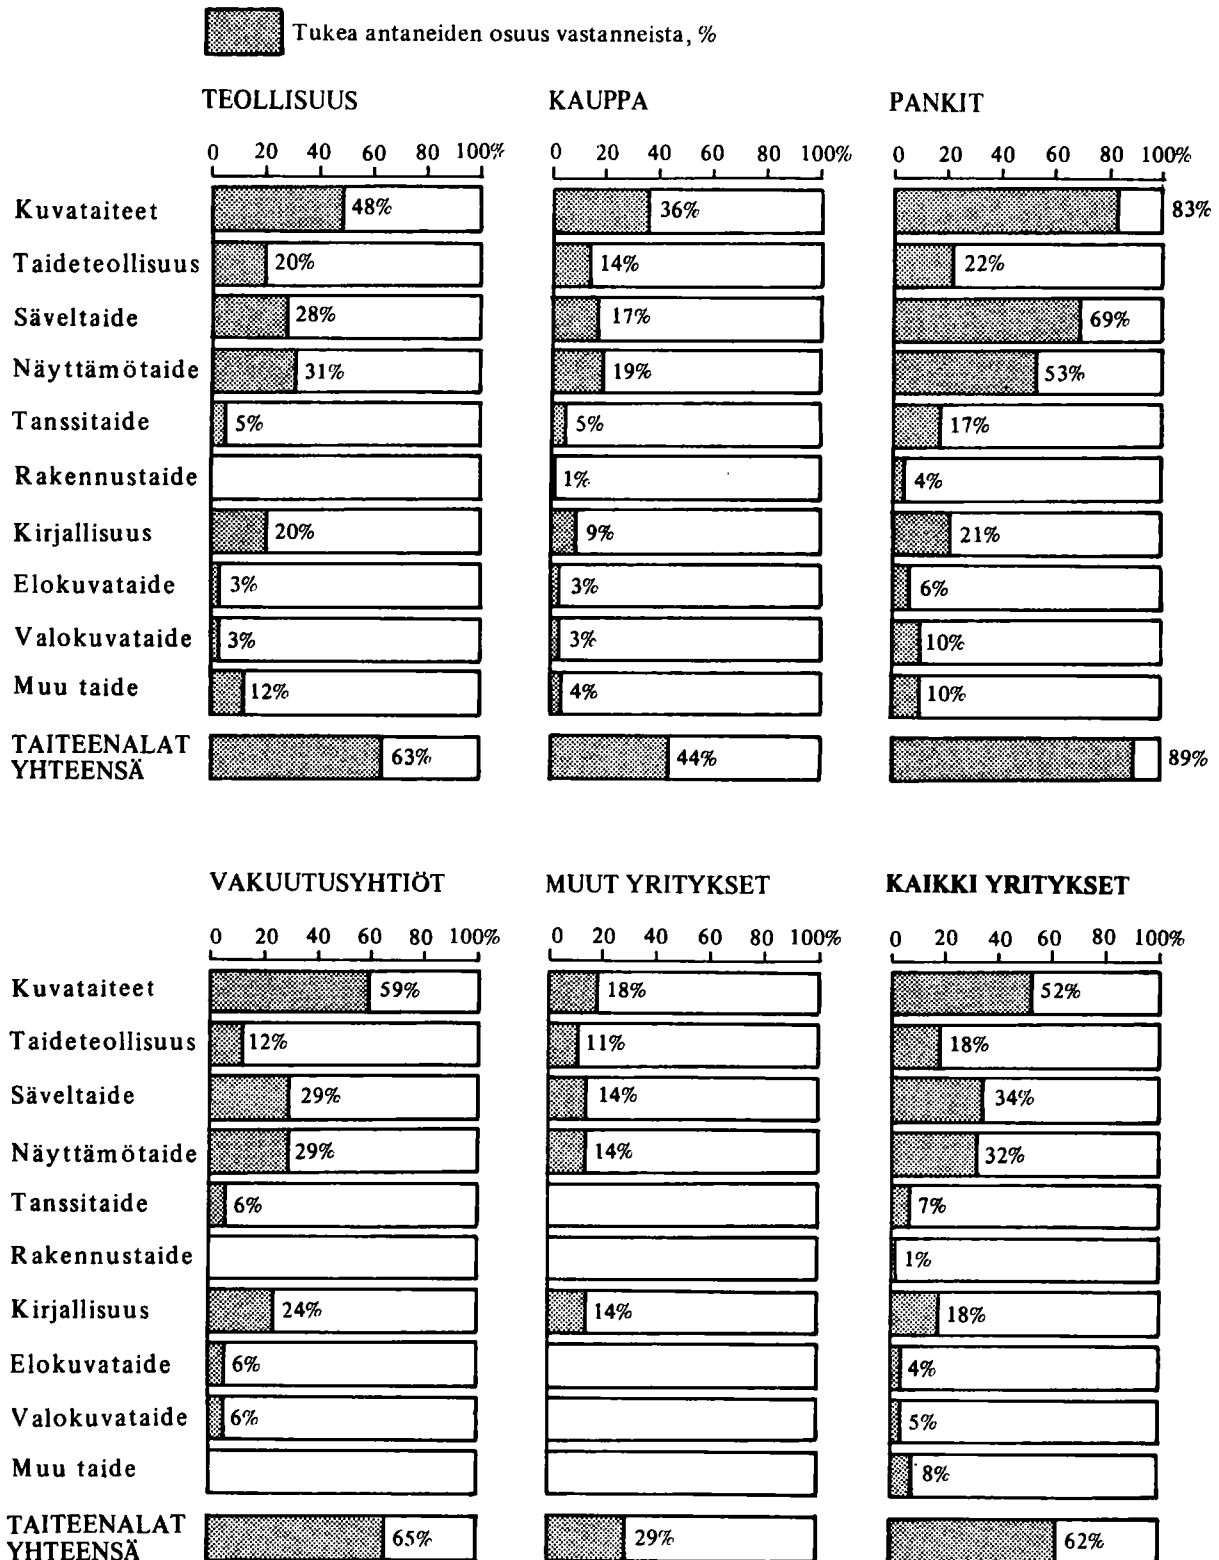 Tukea antaneiden osuus vastanneista, %
TEOLLISUUS KAUPPA PANKIT
0 20 40 60 80 100% 0 20 40 60 80 100% 0 20 40 60 80 100%
Kuvataiteet 48% 36% 83%
Taideteollisuus 20% 14% 22%
Säveltaide 28% 17% 69%
Näyttämötaide 31% 19% 53%
Tanssitaide 5% 5% 17%
Rakennustaide 1% 4%
Kirjallisuus 20% 9% 21%
Elokuvataide 3% 3% 6%
Valokuvataide 3% 3% 10%
Muu taide 12% 4% 10%
TAITEENALAT
YHTEENSÄ 63% 44% 89%
VAKUUTUSYHTIÖT MUUT YRITYKSET KAIKKI YRITYKSET
0 20 40 60 80 100% 0 20 40 60 80 100% 0 20 40 60 80 100%
Kuvataiteet 59% 18% 52%
Taideteollisuus 12% 11% 18%
Säveltaide 29% 14% 34%
Näyttämötaide 29% 14% 32%
Tanssitaide 6% 7%
Rakennustaide 1%
Kirjallisuus 24% 14% 18%
Elokuvataide 6% 4%
Valokuvataide 6% 5%
Muu taide 8%
TAITEENALAT
YHTEENSÄ 65% 29% 62%